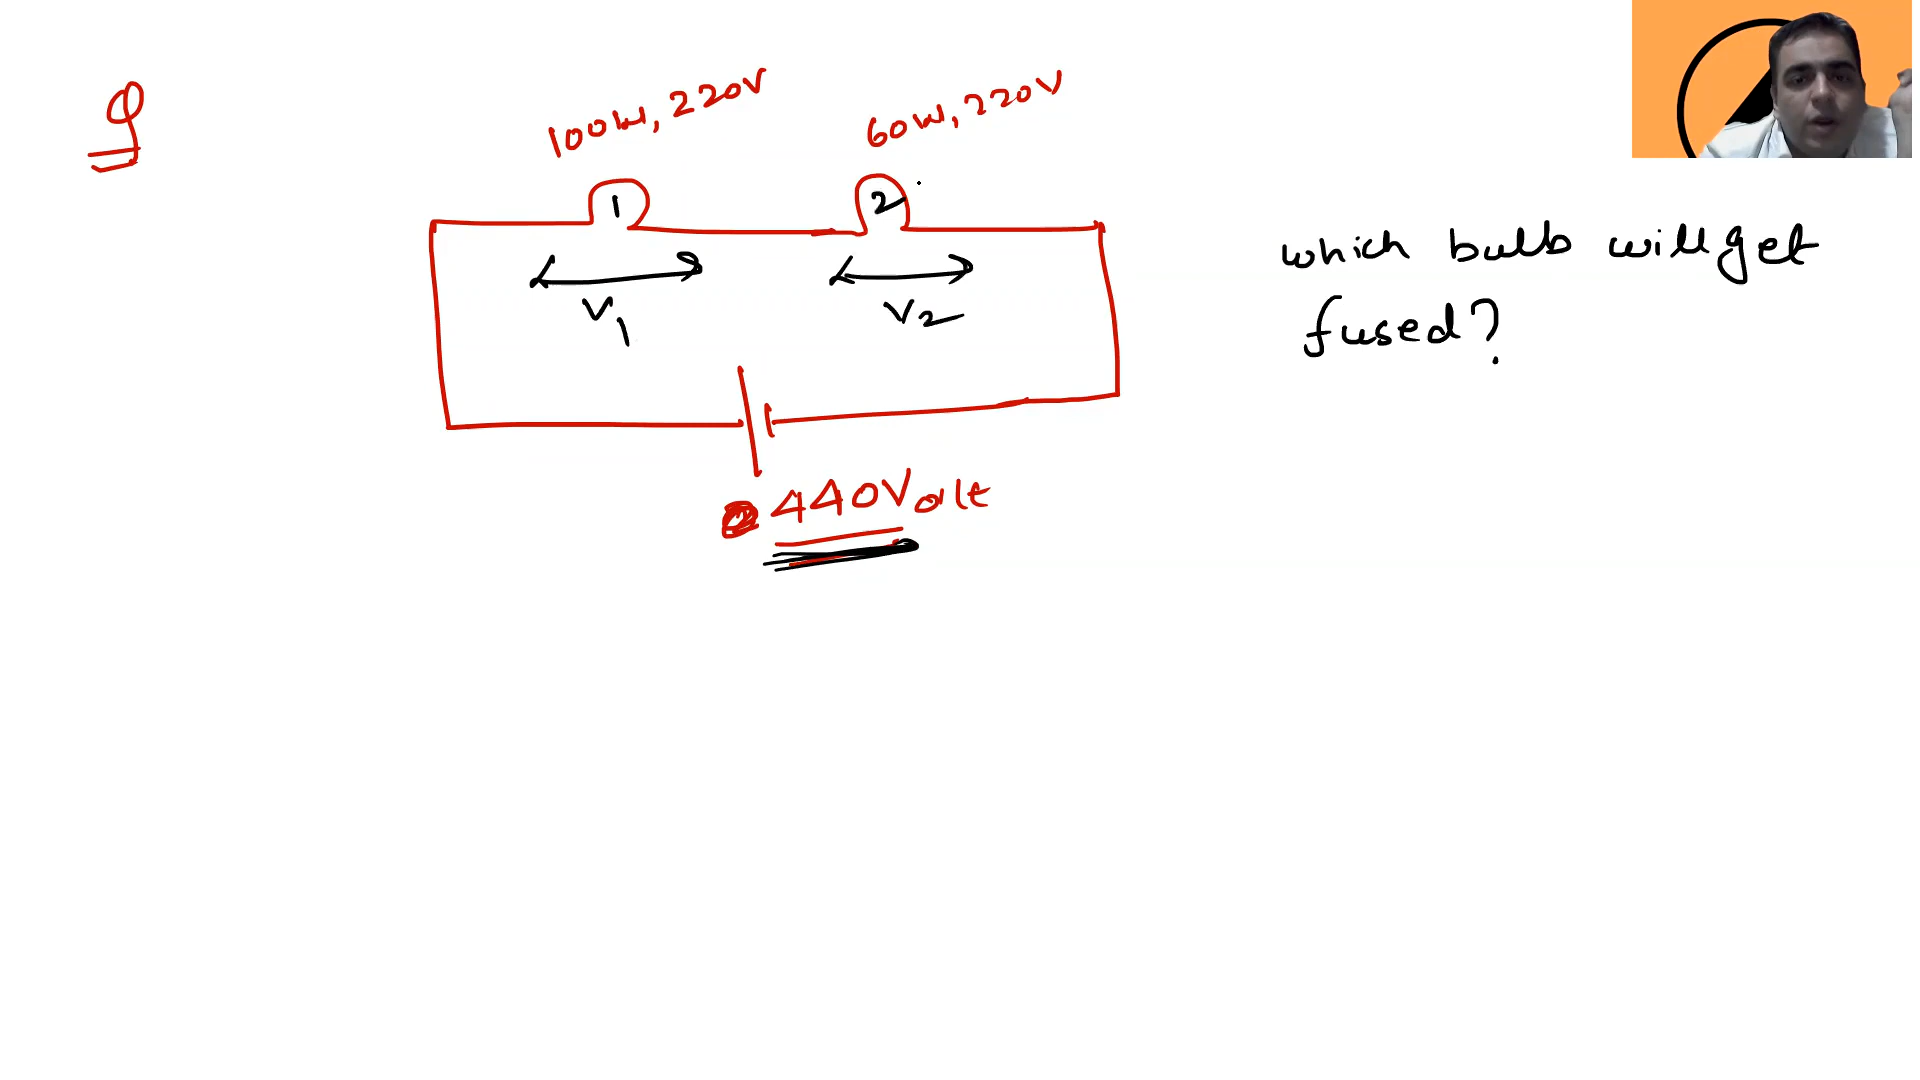 Q
100W, 220V
60W, 220V
1
2
V1
V2
which bulb will get
fused?
440Volt